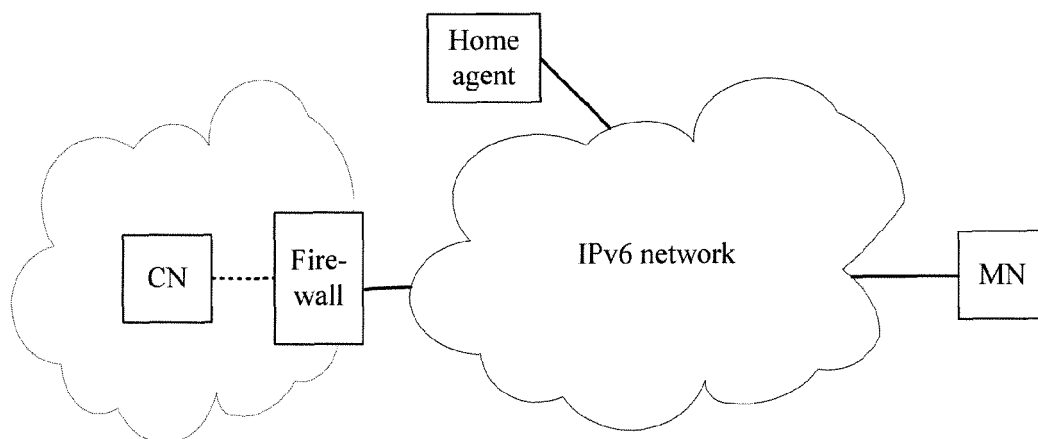 Home
agent
CN
Fire-
wall
IPv6 network
MN